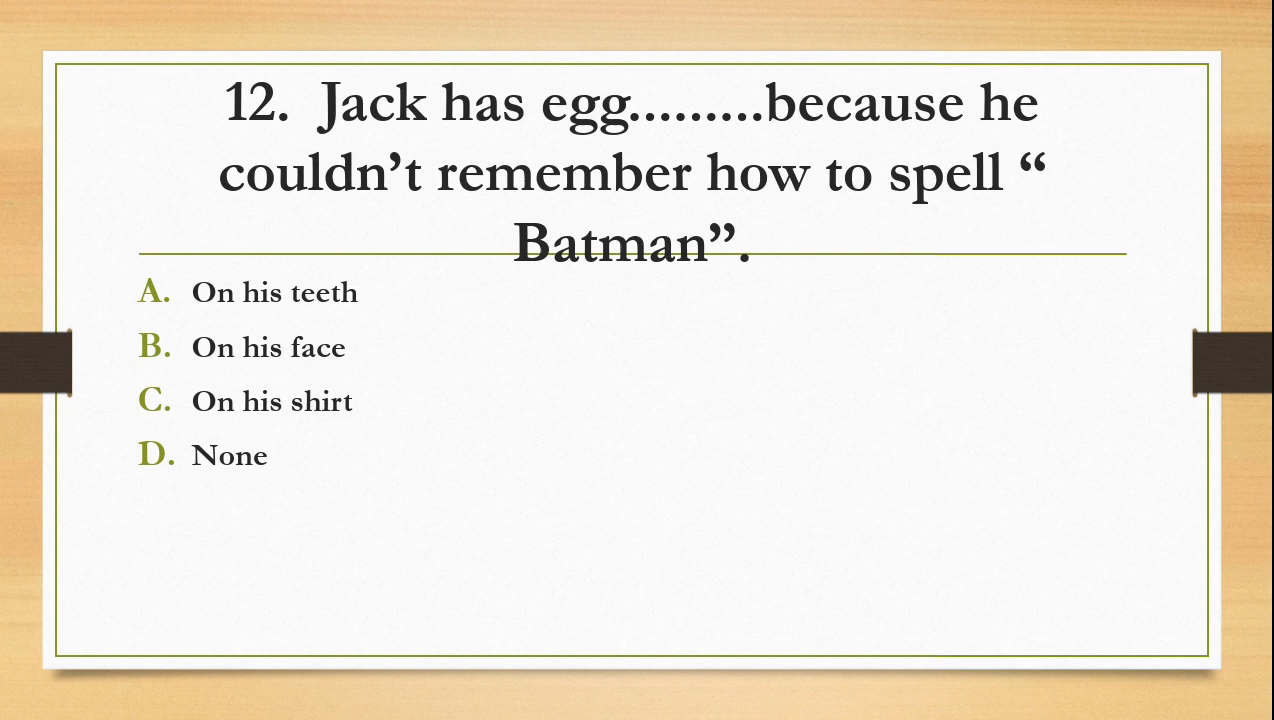 12.  Jack has egg.........because he
couldn’t remember how to spell “
Batman”.
A. On his teeth
B. On his face
C. On his shirt
D. None